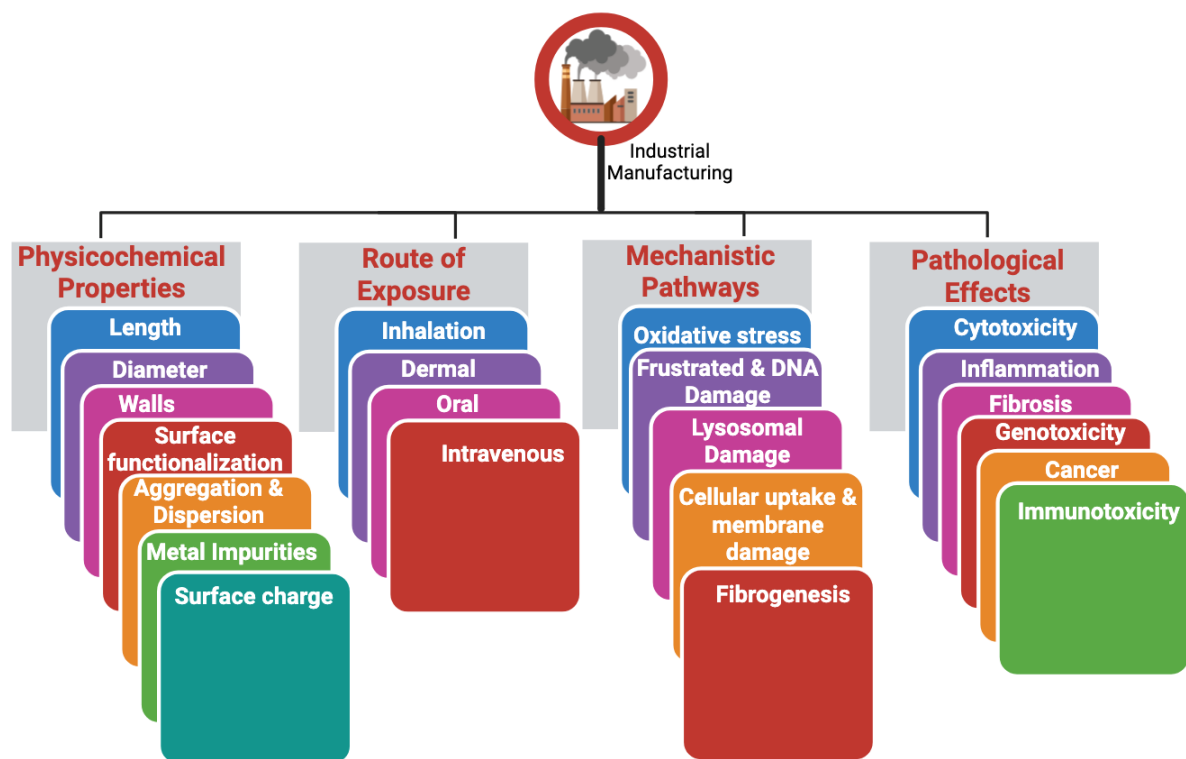 Industrial
Manufacturing
Physicochemical
Properties
Length
Diameter
Walls
Surface
functionalization
Aggregation &
Dispersion
Metal Impurities
Surface charge
Route of
Exposure
Inhalation
Dermal
Oral
Intravenous
Mechanistic
Pathways
Oxidative stress
Frustrated & DNA
Damage
Lysosomal
Damage
Cellular uptake &
membrane
damage
Fibrogenesis
Pathological
Effects
Cytotoxicity
Inflammation
Fibrosis
Genotoxicity
Cancer
Immunotoxicity